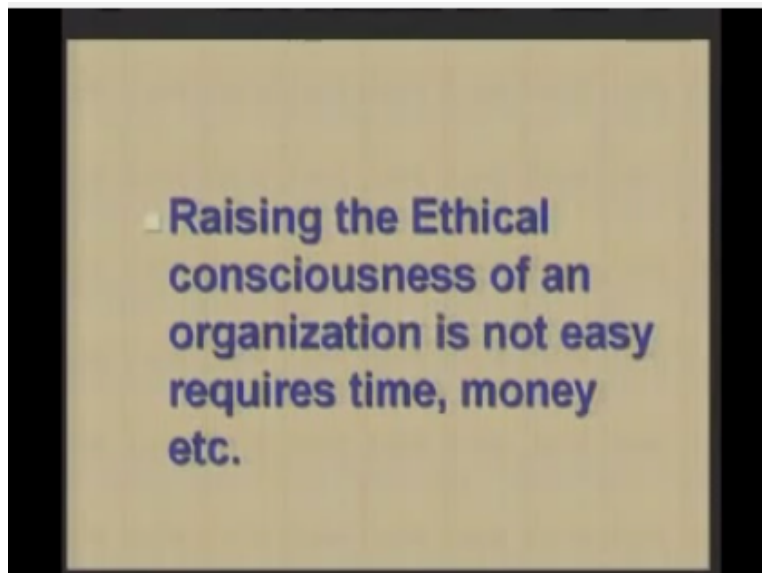 Raising the Ethical
consciousness of an
organization is not easy
requires time, money
etc.